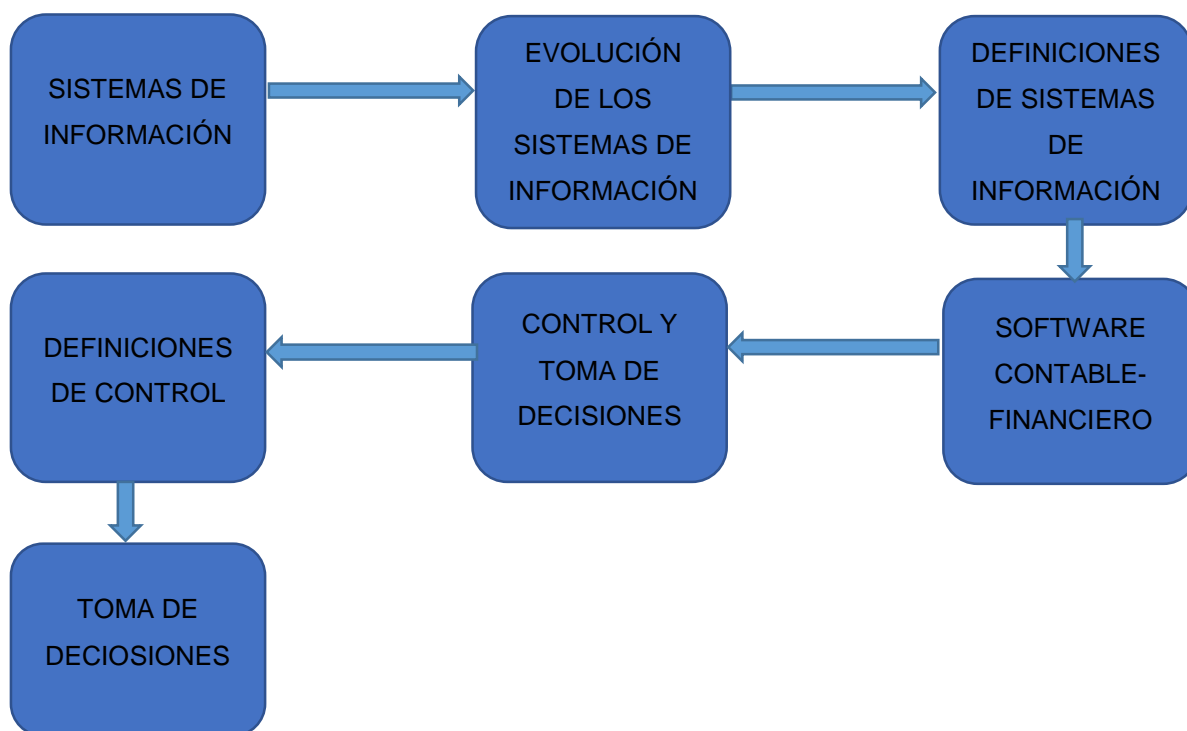 SISTEMAS DE
INFORMACIÓN
EVOLUCIÓN
DE LOS
SISTEMAS DE
INFORMACIÓN
DEFINICIONES
DE SISTEMAS
DE
INFORMACIÓN
SOFTWARE
CONTABLE-
FINANCIERO
CONTROL Y
TOMA DE
DECISIONES
DEFINICIONES
DE CONTROL
TOMA DE
DECIOSIONES